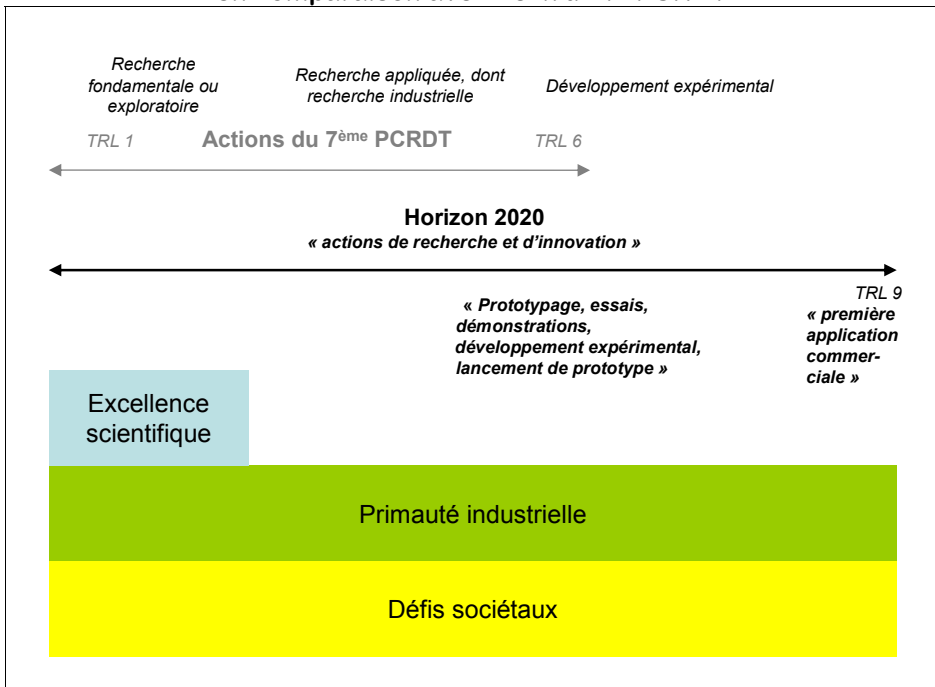 Recherche
fondamentale ou
exploratoire
Recherche appliquée, dont
recherche industrielle
Développement expérimental
TRL 1
Actions du 7ème PCRDT
TRL 6
Horizon 2020
« actions de recherche et d'innovation »
TRL 9
« Prototypage, essais,
démonstrations,
développement expérimental,
lancement de prototype »
« première
application
commer-
ciale »
Excellence
scientifique
Primauté industrielle
Défis sociétaux